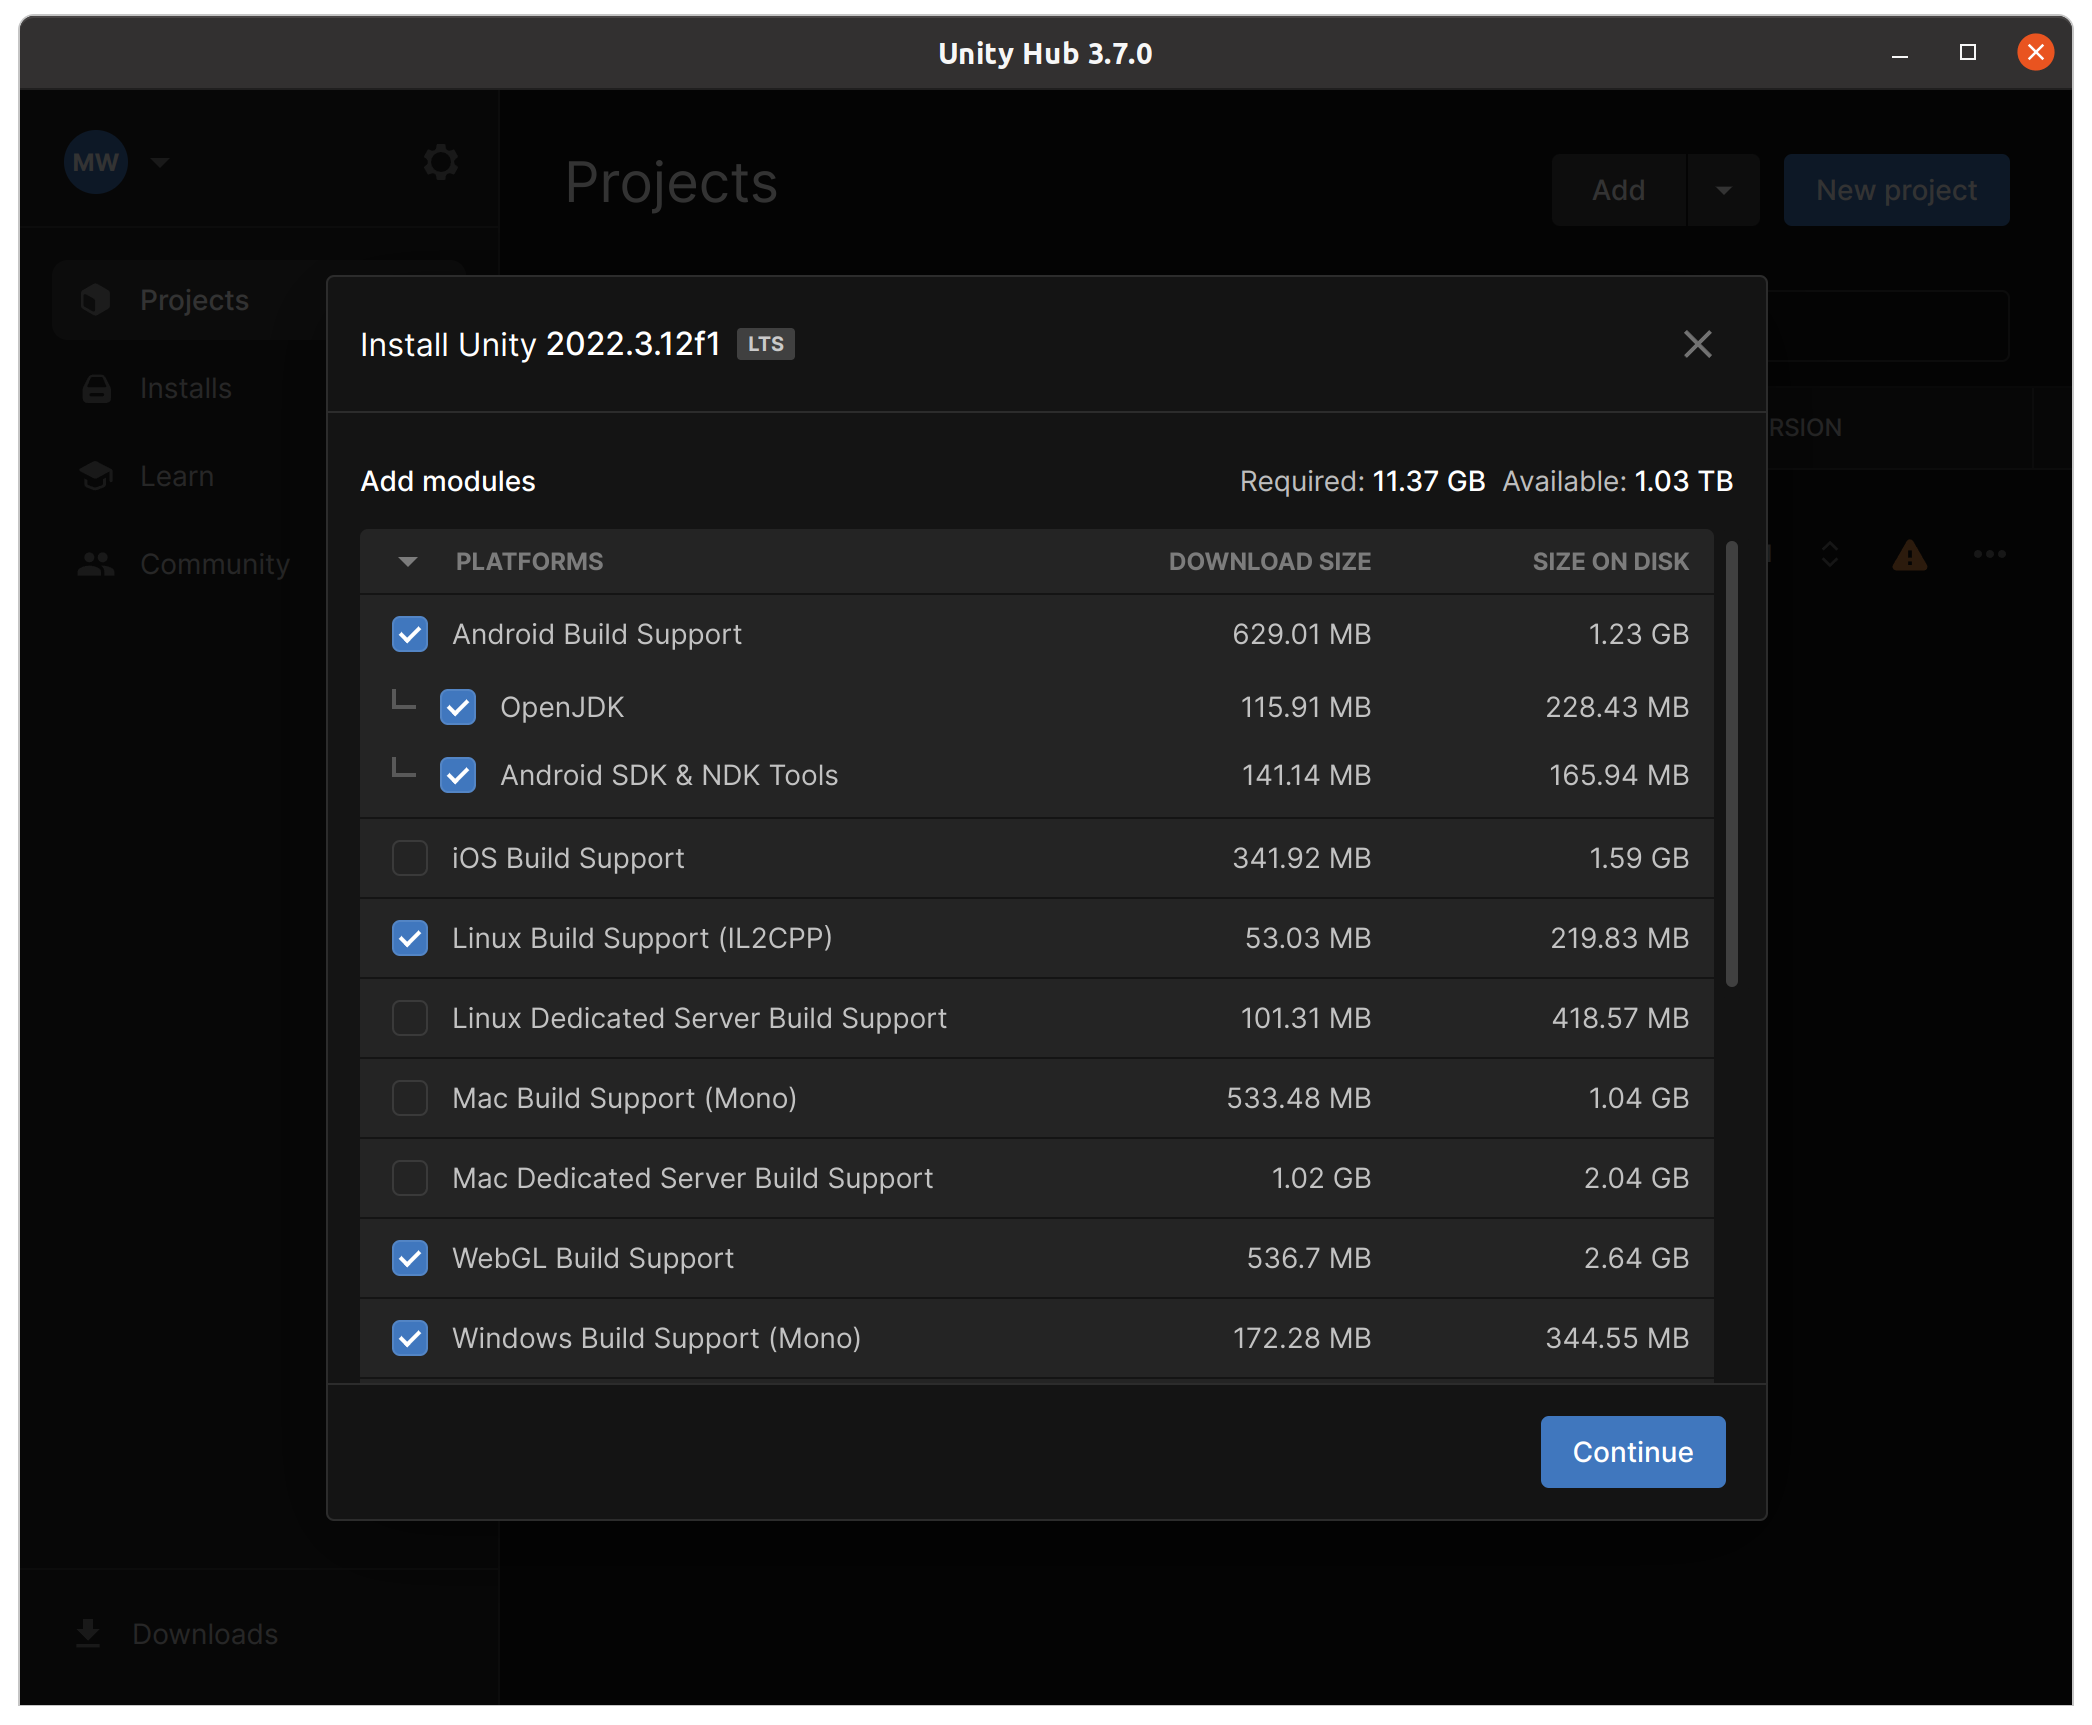 Unity Hub 3.7.0
MW
Projects
Add
New project
Projects
Installs
Learn
Community
Downloads
RSION
Install Unity 2022.3.12f1 LTS
Add modules Required: 11.37 GB Available: 1.03 TB
PLATFORMS DOWNLOAD SIZE SIZE ON DISK
Android Build Support 629.01 MB 1.23 GB
OpenJDK 115.91 MB 228.43 MB
Android SDK & NDK Tools 141.14 MB 165.94 MB
iOS Build Support 341.92 MB 1.59 GB
Linux Build Support (IL2CPP) 53.03 MB 219.83 MB
Linux Dedicated Server Build Support 101.31 MB 418.57 MB
Mac Build Support (Mono) 533.48 MB 1.04 GB
Mac Dedicated Server Build Support 1.02 GB 2.04 GB
WebGL Build Support 536.7 MB 2.64 GB
Windows Build Support (Mono) 172.28 MB 344.55 MB
Continue